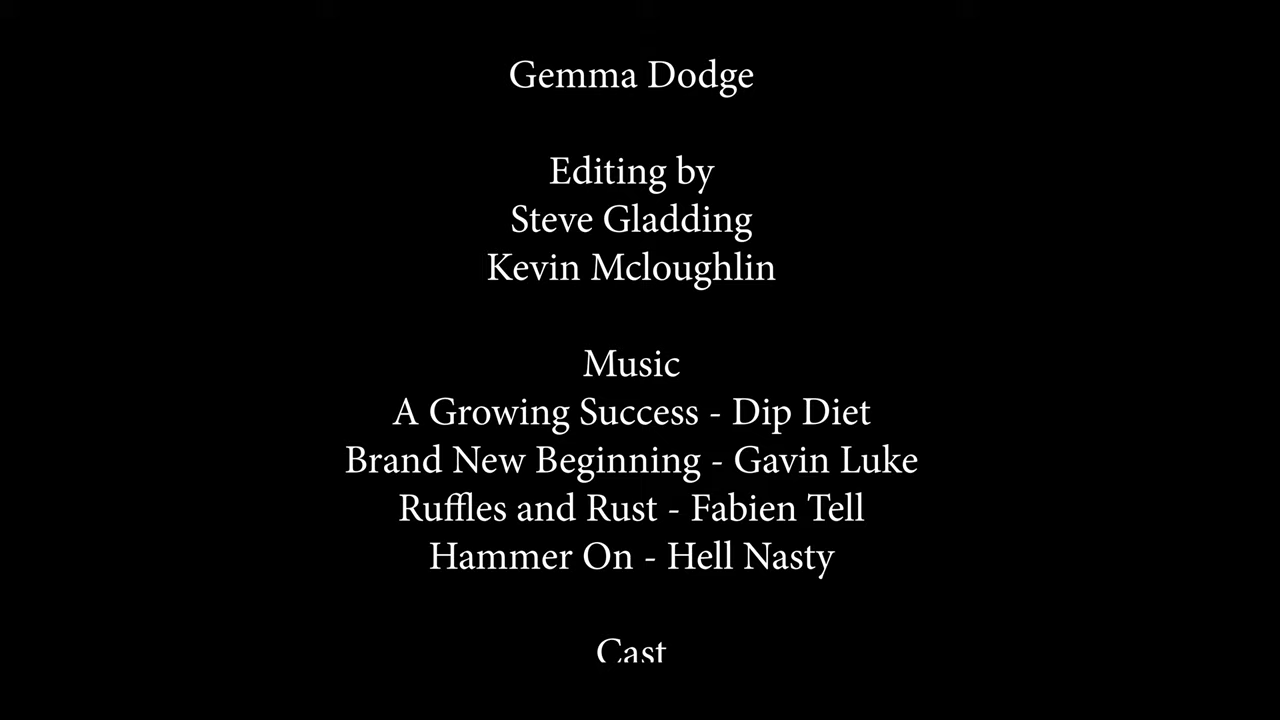 Gemma Dodge
Editing by
Steve Gladding
Kevin Mcloughlin
Music
A Growing Success - Dip Diet
Brand New Beginning - Gavin Luke
Ruffles and Rust - Fabien Tell
Hammer On - Hell Nasty
Cast